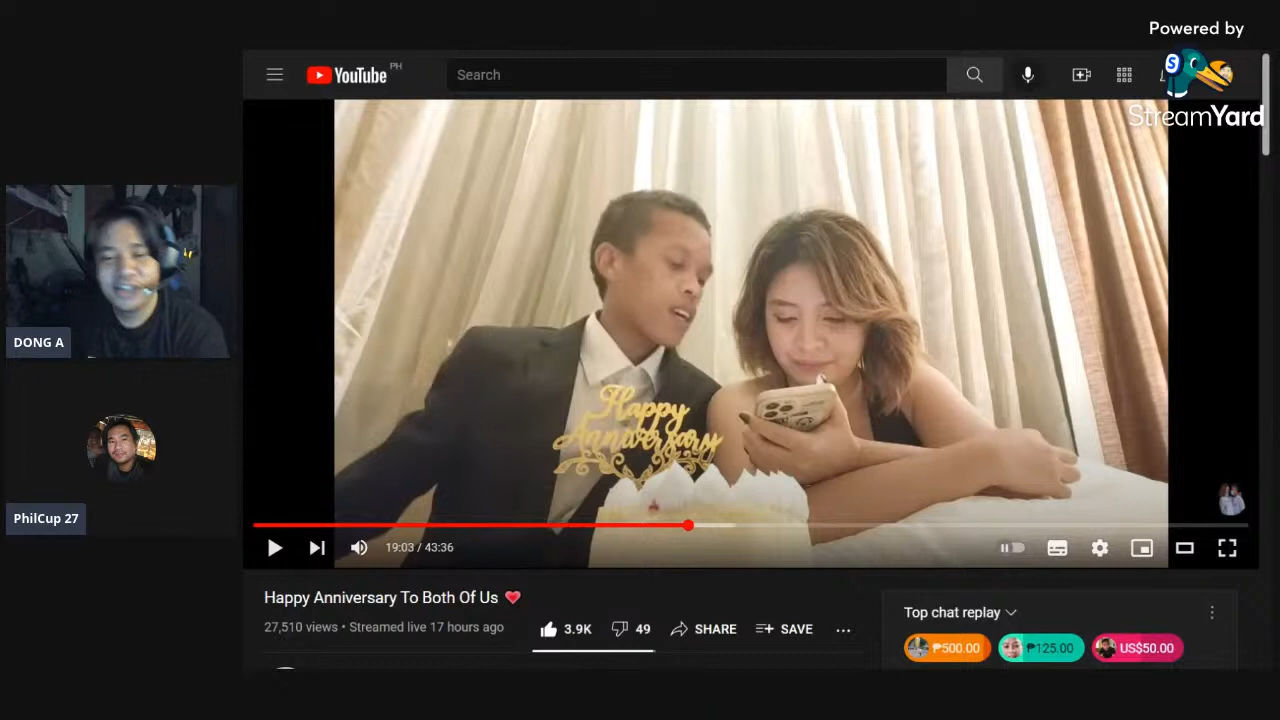 Powered by
StreamYard
YouTube PH
Search
DONG A
PhilCup 27
Happy
Anniversary
19:03 / 43:36
Happy Anniversary To Both Of Us
27,510 views • Streamed live 17 hours ago
3.9K
49
SHARE
SAVE
Top chat replay
₱500.00
₱125.00
US$50.00